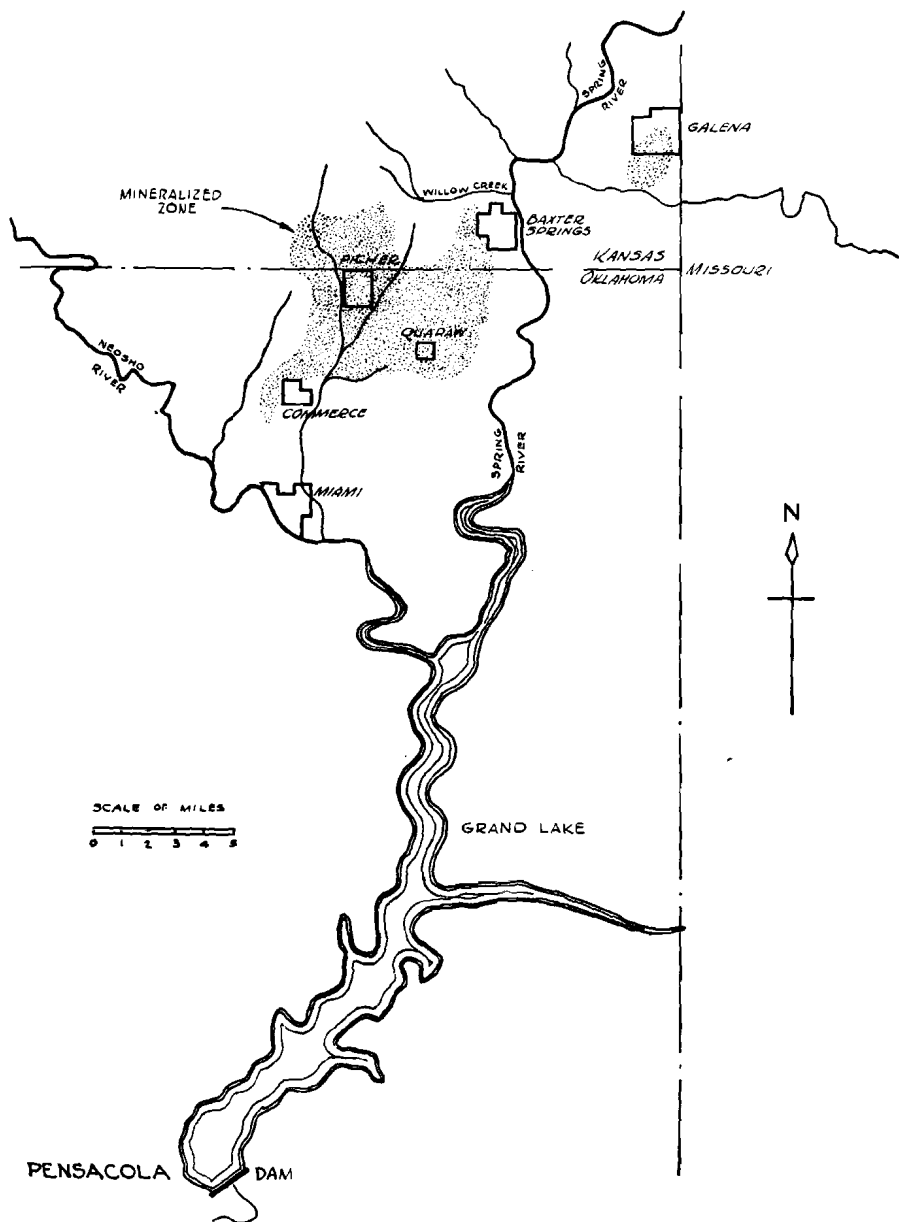 SPRING
RIVER
GALENA
MINERALIZED
ZONE
WILLOW CREEK
BAXTER
SPRINGS
KANSAS
OKLAHOMA
MISSOURI
PICHER
QUAPAW
NEOSHO
RIVER
COMMERCE
SPRING
RIVER
MIAMI
N
SCALE OF MILES
0 1 2 3 4 5
GRAND LAKE
PENSACOLA DAM